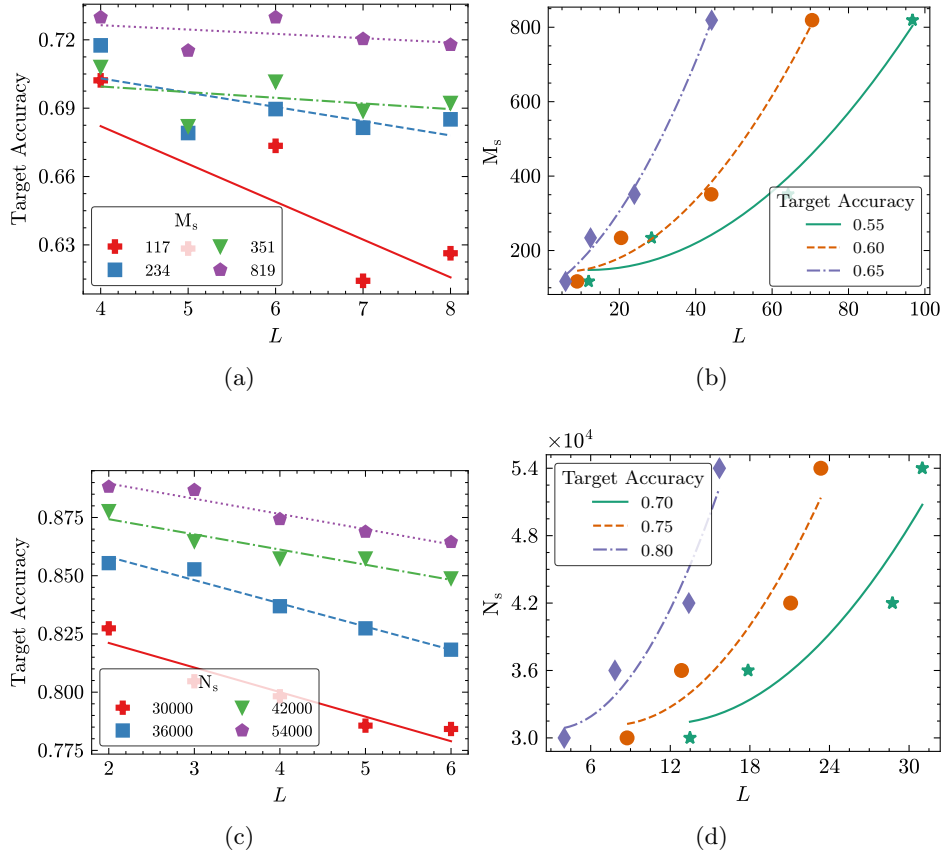 0.72
0.69
0.66
0.63
Target Accuracy
M_s
117
234
351
819
4 5 6 7 8
L
(a)
800
600
400
200
M_s
Target Accuracy
0.55
0.60
0.65
20 40 60 80 100
L
(b)
0.875
0.850
0.825
0.800
0.775
Target Accuracy
N_s
30000
36000
42000
54000
2 3 4 5 6
L
(c)
×10^4
5.4
4.8
4.2
3.6
3.0
N_s
Target Accuracy
0.70
0.75
0.80
6 12 18 24 30
L
(d)